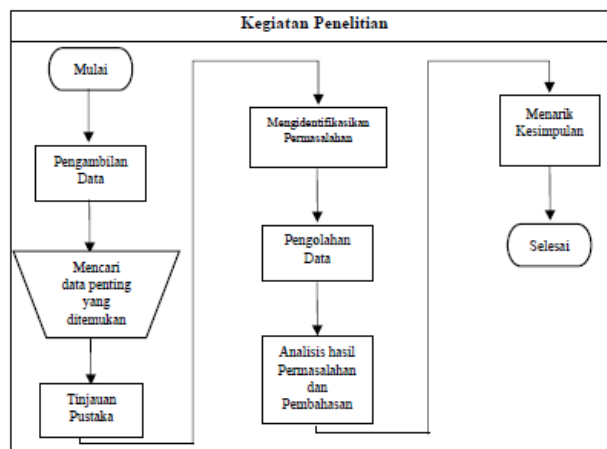 Kegiatan Penelitian
Mulai
Pengambilan
Data
Mencari
data penting
yang
ditemukan
Tinjauan
Pustaka
Mengidentifikasikan
Permasalahan
Pengolahan
Data
Analisis hasil
Permasalahan
dan
Pembahasan
Menarik
Kesimpulan
Selesai